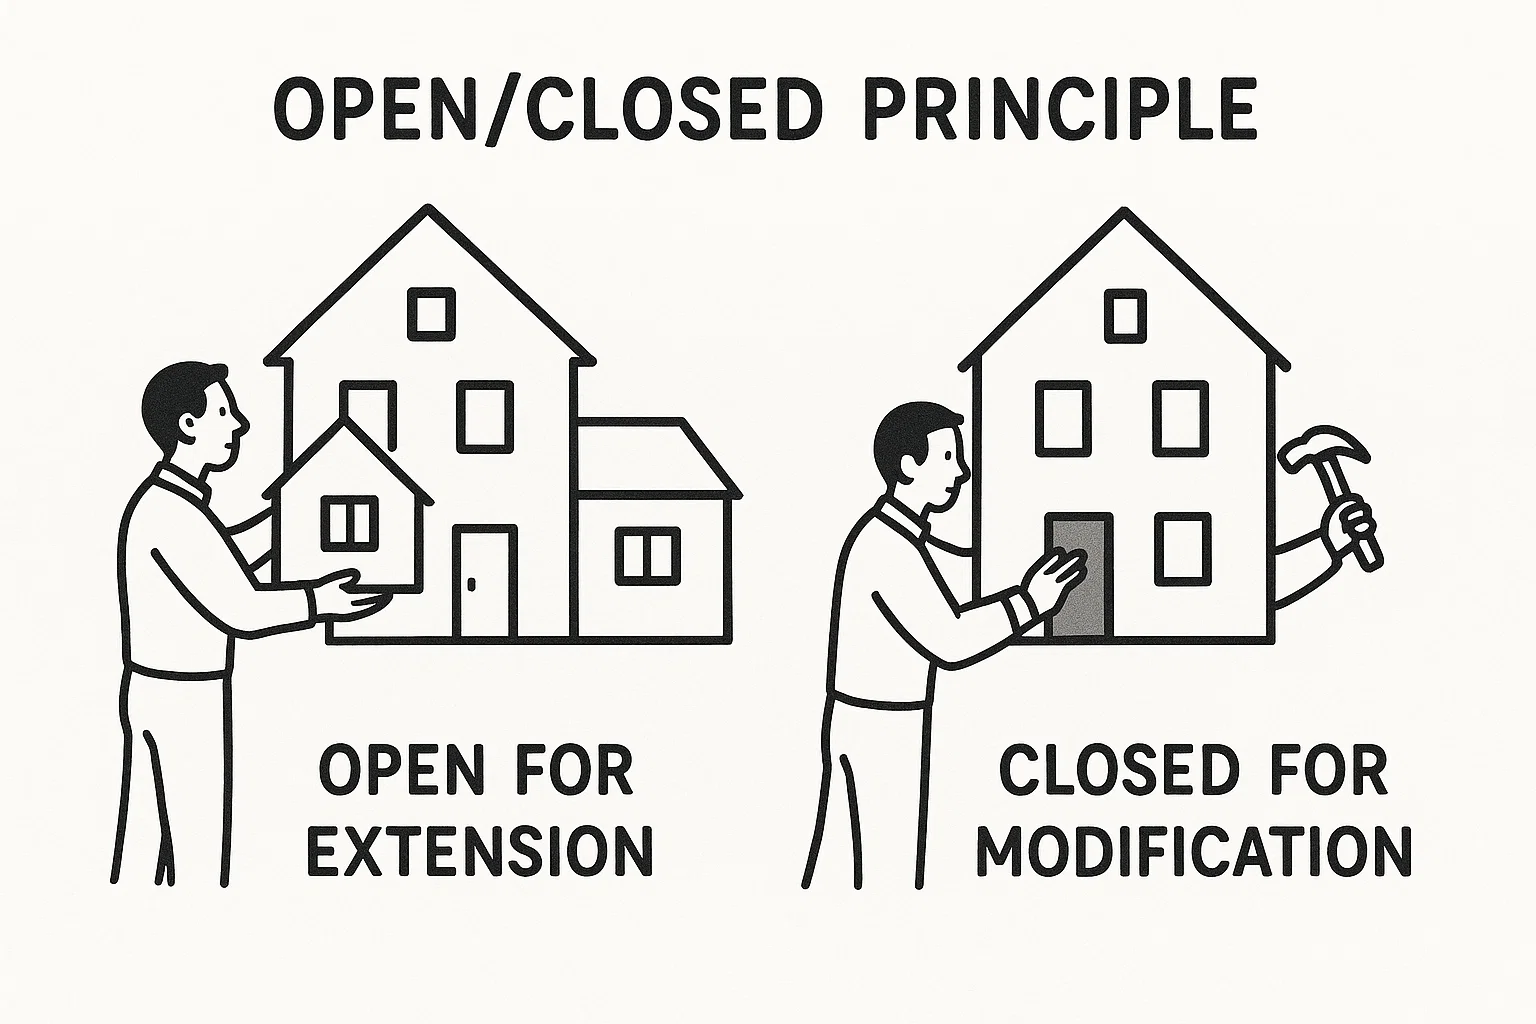 OPEN/CLOSED PRINCIPLE
OPEN FOR
EXTENSION
CLOSED FOR
MODIFICATION